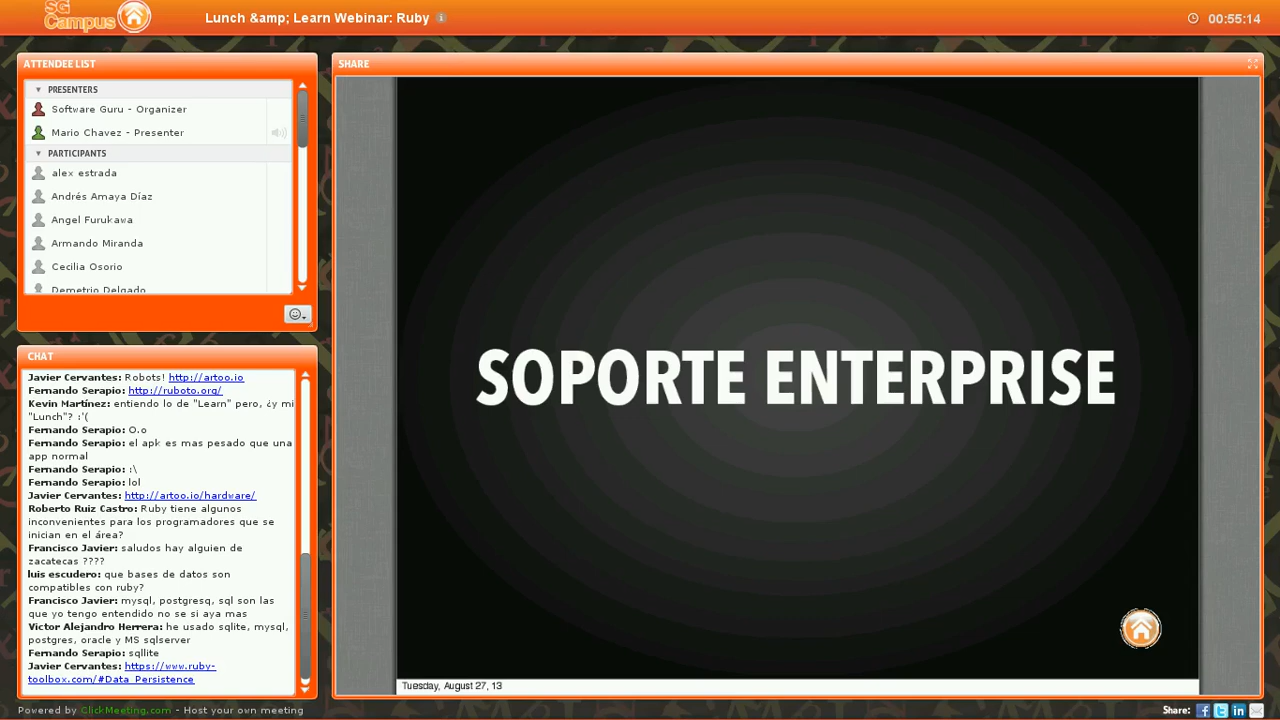 SG
Campus
Lunch &amp; Learn Webinar: Ruby
00:55:14
ATTENDEE LIST
PRESENTERS
Software Guru - Organizer
Mario Chavez - Presenter
PARTICIPANTS
alex estrada
Andrés Amaya Díaz
Angel Furukawa
Armando Miranda
Cecilia Osorio
Demetrio Delgado
CHAT
Javier Cervantes: Robots! http://artoo.io
Fernando Serapio: http://ruboto.org/
Kevin Martínez: entiendo lo de "Learn" pero, ¿y mi
"Lunch"? :'(
Fernando Serapio: O.o
Fernando Serapio: el apk es mas pesado que una
app normal
Fernando Serapio: :\
Fernando Serapio: lol
Javier Cervantes: http://artoo.io/hardware/
Roberto Ruiz Castro: Ruby tiene algunos
inconvenientes para los programadores que se
inician en el área?
Francisco Javier: saludos hay alguien de
zacatecas ????
luis escudero: que bases de datos son
compatibles con ruby?
Francisco Javier: mysql, postgresq, sql son las
que yo tengo entendido no se si aya mas
Victor Alejandro Herrera: he usado sqlite, mysql,
postgres, oracle y MS sqlserver
Fernando Serapio: sqllite
Javier Cervantes: https://www.ruby-
toolbox.com/#Data_Persistence
SHARE
SOPORTE ENTERPRISE
Tuesday, August 27, 13
Powered by ClickMeeting.com - Host your own meeting
Share: